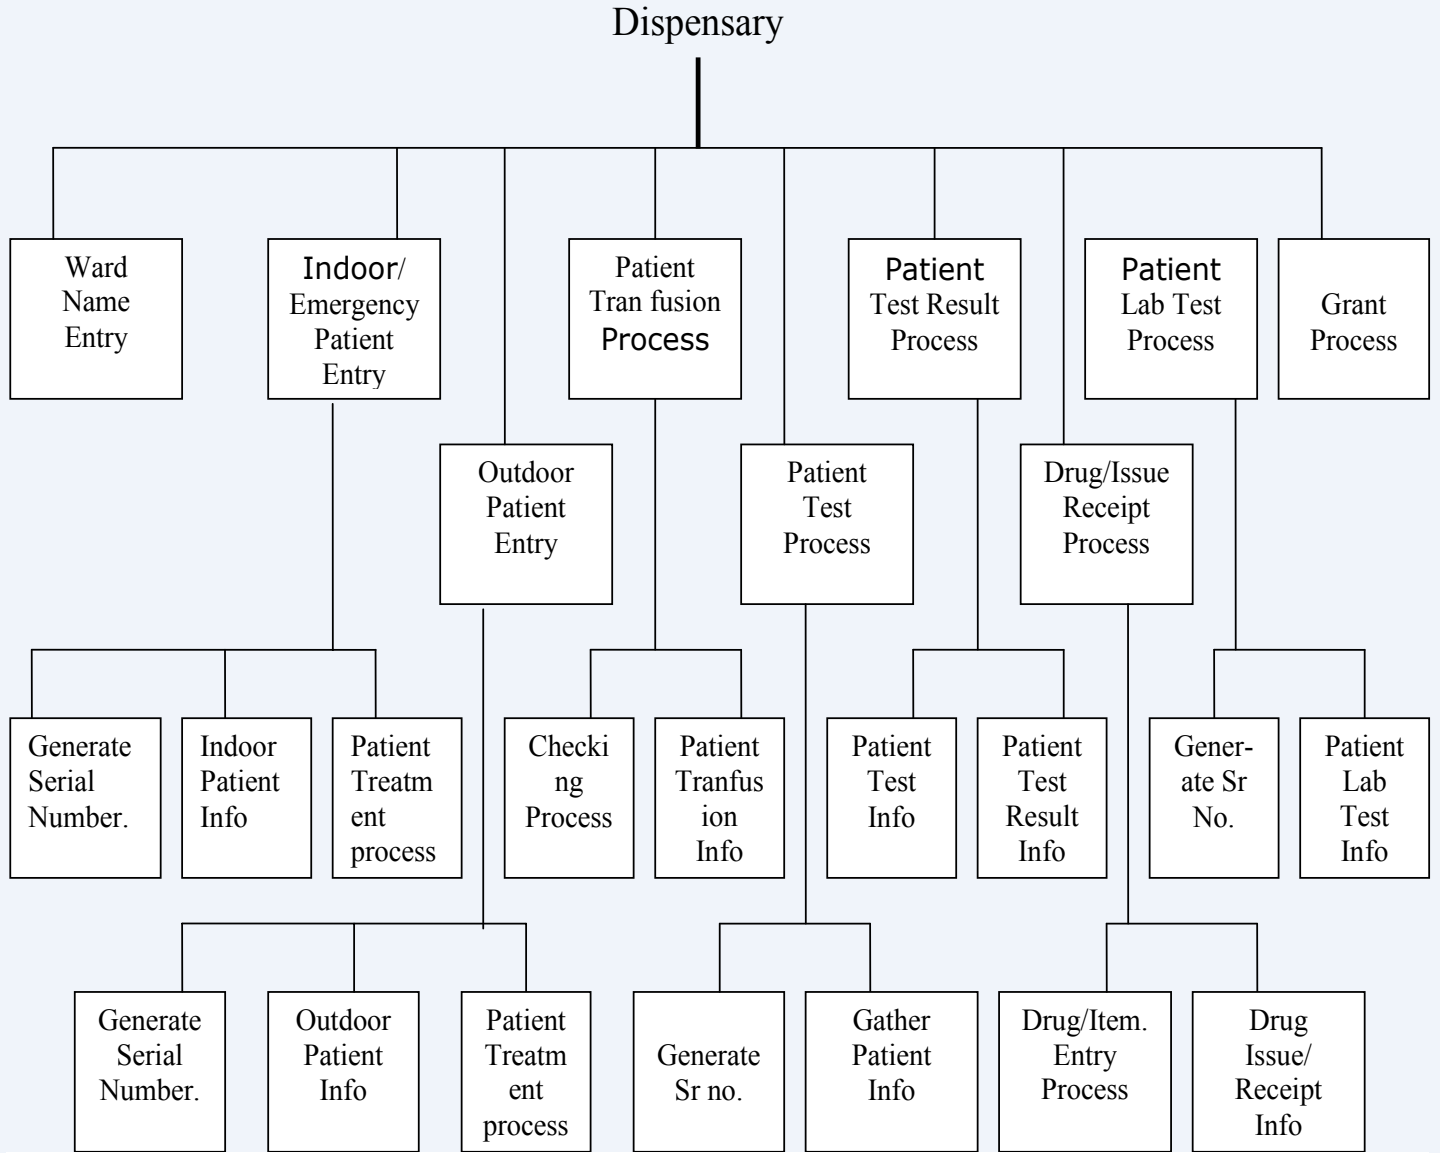 Dispensary
Ward
Name
Entry
Indoor/
Emergency
Patient
Entry
Patient
Tran fusion
Process
Patient
Test Result
Process
Patient
Lab Test
Process
Grant
Process
Outdoor
Patient
Entry
Patient
Test
Process
Drug/Issue
Receipt
Process
Generate
Serial
Number.
Indoor
Patient
Info
Patient
Treatm
ent
process
Checki
ng
Process
Patient
Tranfus
ion
Info
Patient
Test
Info
Patient
Test
Result
Info
Gener-
ate Sr
No.
Patient
Lab
Test
Info
Generate
Serial
Number.
Outdoor
Patient
Info
Patient
Treatm
ent
process
Generate
Sr no.
Gather
Patient
Info
Drug/Item.
Entry
Process
Drug
Issue/
Receipt
Info